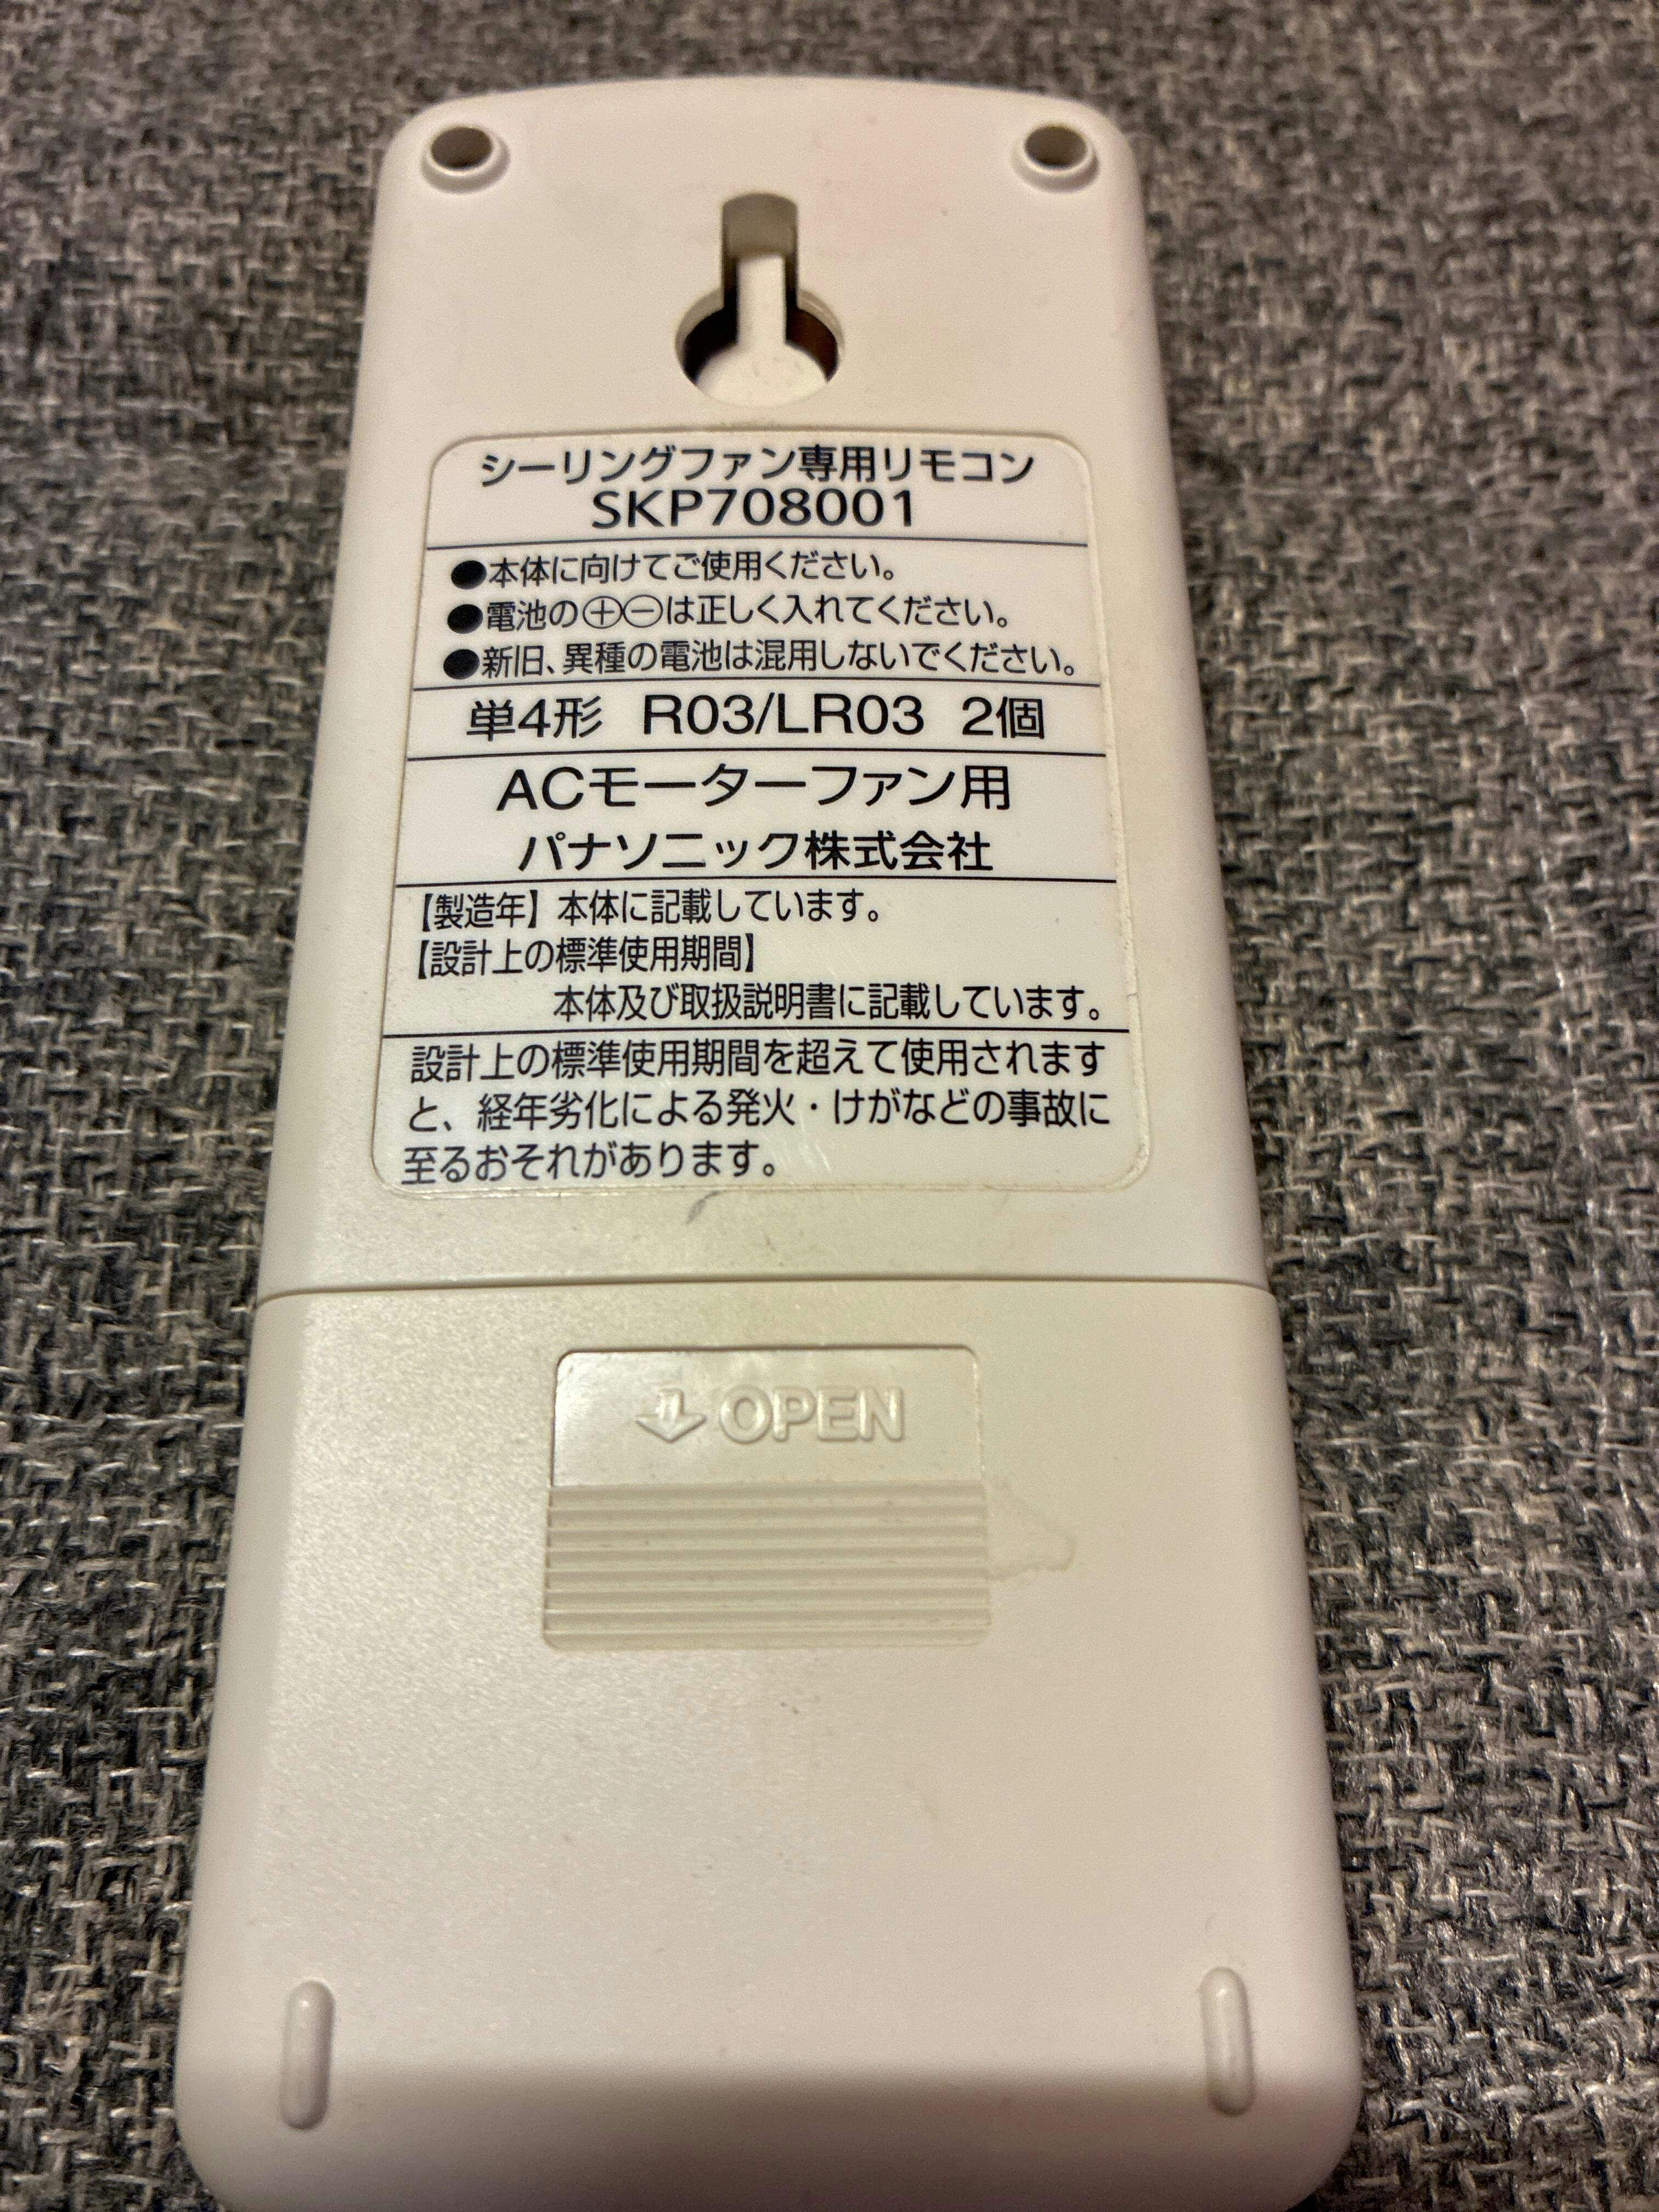 シーリングファン専用リモコン
SKP708001
●本体に向けてご使用ください。
●電池の⊕⊖は正しく入れてください。
●新旧、異種の電池は混用しないでください。
単4形 R03/LR03 2個
ACモーターファン用
パナソニック株式会社
【製造年】本体に記載しています。
【設計上の標準使用期間】
本体及び取扱説明書に記載しています。
設計上の標準使用期間を超えて使用されます
と、経年劣化による発火・けがなどの事故に
至るおそれがあります。
OPEN